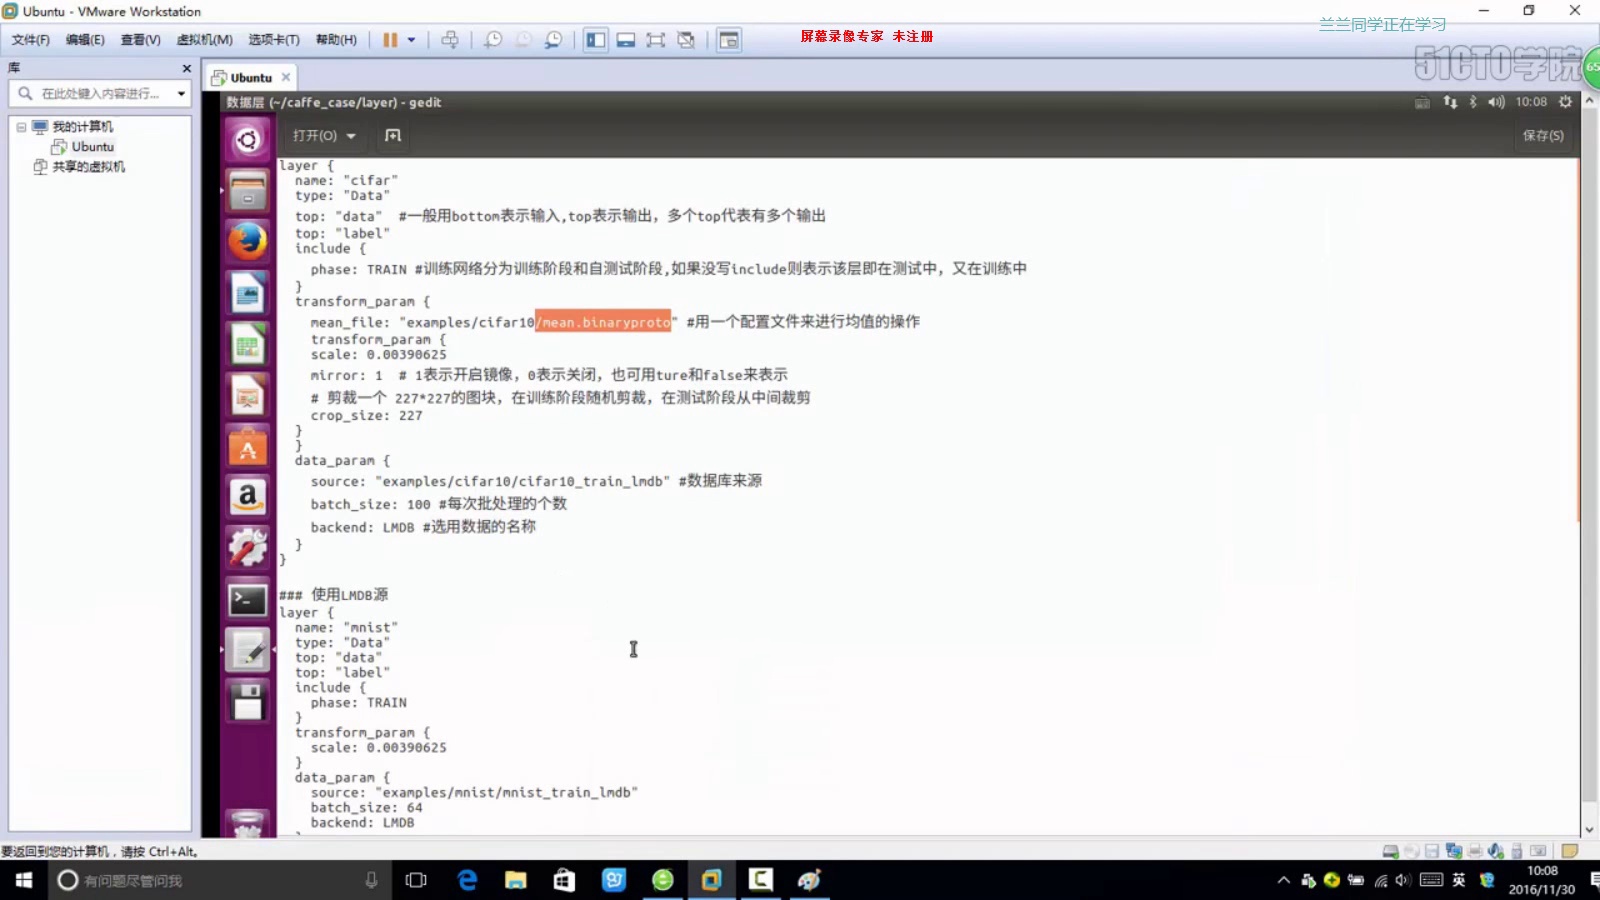 Ubuntu - VMware Workstation
兰兰同学正在学习
文件(F) 编辑(E) 查看(V) 虚拟机(M) 选项卡(T) 帮助(H)
屏幕录像专家 未注册
51CTO学院
65
库
Ubuntu
在此处键入内容进行...
我的计算机
Ubuntu
共享的虚拟机
数据层 (~/caffe_case/layer) - gedit
10:08
打开(O)
保存(S)
layer {
name: "cifar"
type: "Data"
top: "data" #一般用bottom表示输入,top表示输出，多个top代表有多个输出
top: "label"
include {
phase: TRAIN #训练网络分为训练阶段和自测试阶段,如果没写include则表示该层即在测试中，又在训练中
}
transform_param {
mean_file: "examples/cifar10/mean.binaryproto" #用一个配置文件来进行均值的操作
transform_param {
scale: 0.00390625
mirror: 1 # 1表示开启镜像，0表示关闭，也可用ture和false来表示
# 剪裁一个 227*227的图块，在训练阶段随机剪裁，在测试阶段从中间裁剪
crop_size: 227
}
}
data_param {
source: "examples/cifar10/cifar10_train_lmdb" #数据库来源
batch_size: 100 #每次批处理的个数
backend: LMDB #选用数据的名称
}
}
### 使用LMDB源
layer {
name: "mnist"
type: "Data"
top: "data"
top: "label"
include {
phase: TRAIN
}
transform_param {
scale: 0.00390625
}
data_param {
source: "examples/mnist/mnist_train_lmdb"
batch_size: 64
backend: LMDB
要返回到您的计算机，请按 Ctrl+Alt。
有问题尽管问我
英
10:08
2016/11/30